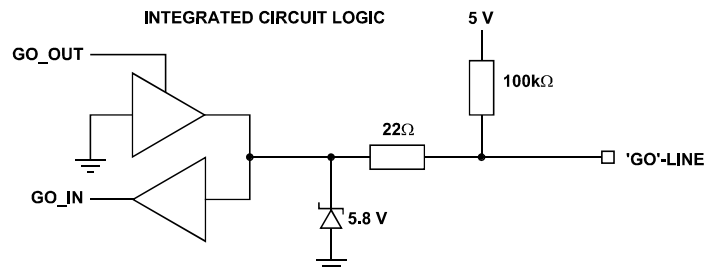 INTEGRATED CIRCUIT LOGIC
5 V
GO_OUT
100kΩ
22Ω
'GO'-LINE
GO_IN
5.8 V